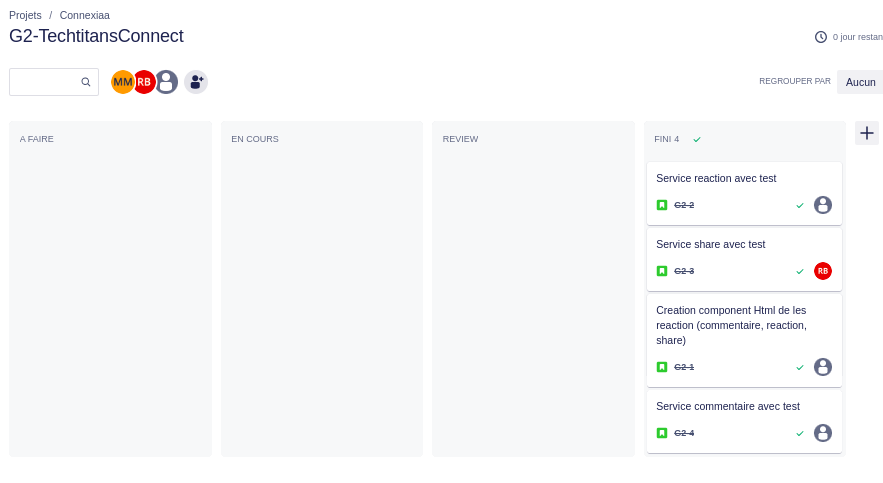 Projets / Connexiaa
G2-TechtitansConnect
0 jour restan
MM RB
REGROUPER PAR Aucun
A FAIRE
EN COURS
REVIEW
FINI 4
Service reaction avec test
G2-2
Service share avec test
G2-3
RB
Creation component Html de les
reaction (commentaire, reaction,
share)
G2-1
Service commentaire avec test
G2-4